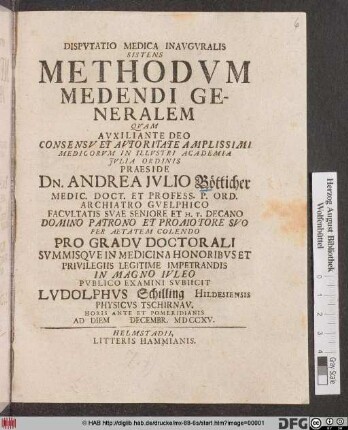 DISPVTATIO MEDICA INAVGVRALIS
SISTENS
METHODVM
MEDENDI GE-
NERALEM
QVAM
AVXILIANTE DEO
CONSENSV ET AVTORITATE AMPLISSIMI
MEDICORVM IN ILLVSTRI ACADEMIA
JVLIA ORDINIS
PRAESIDE
DN. ANDREA JVLIO Bötticher
MEDIC. DOCT. ET PROFESS. P. ORD.
ARCHIATRO GVELPHICO
FACVLTATIS SVAE SENIORE ET H. T. DECANO
DOMINO PATRONO ET PROMOTORE SVO
PER AETATEM COLENDO
PRO GRADV DOCTORALI
SVMMISQVE IN MEDICINA HONORIBVS ET
PRIVILEGIIS LEGITIME IMPETRANDIS
IN MAGNO IVLEO
PVBLICO EXAMINI SVBIICIT
LVDOLPHVS Schilling HILDESIENSIS
PHYSICVS TSCHIRNAV.
HORIS ANTE ET POMERIDIANIS
AD DIEM DECEMBR. MDCCXV.
HELMSTADII,
LITTERIS HAMMIANIS.
Herzog August Bibliothek
Wolfenbüttel
© HAB http://diglib.hab.de/drucke/mx-88-6s/start.htm?image=00001
DFG